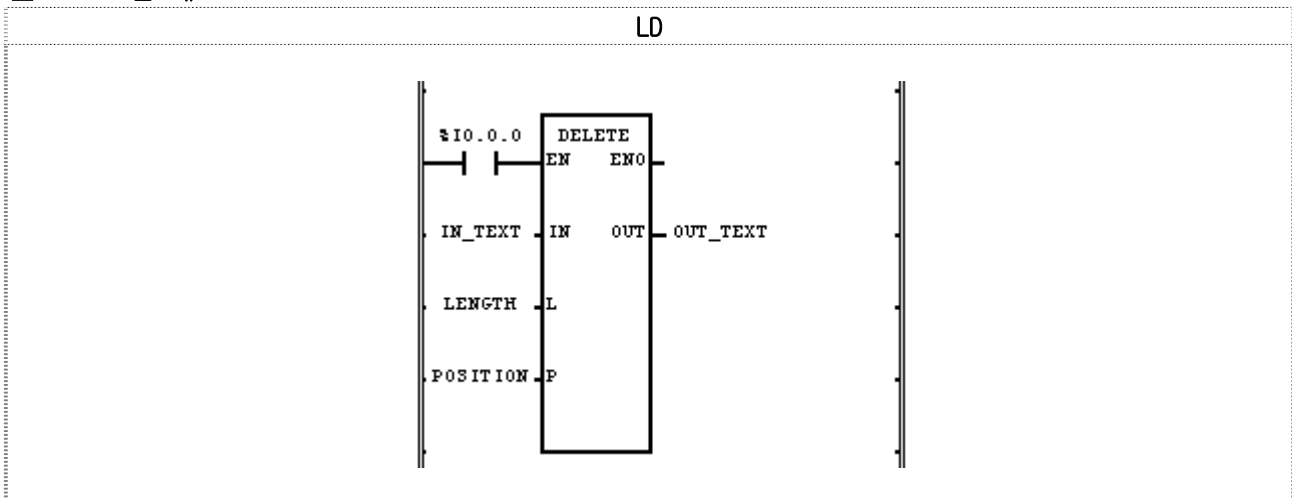 LD
%I0.0.0 DELETE
EN ENO
IN_TEXT IN OUT OUT_TEXT
LENGTH L
POSITION P